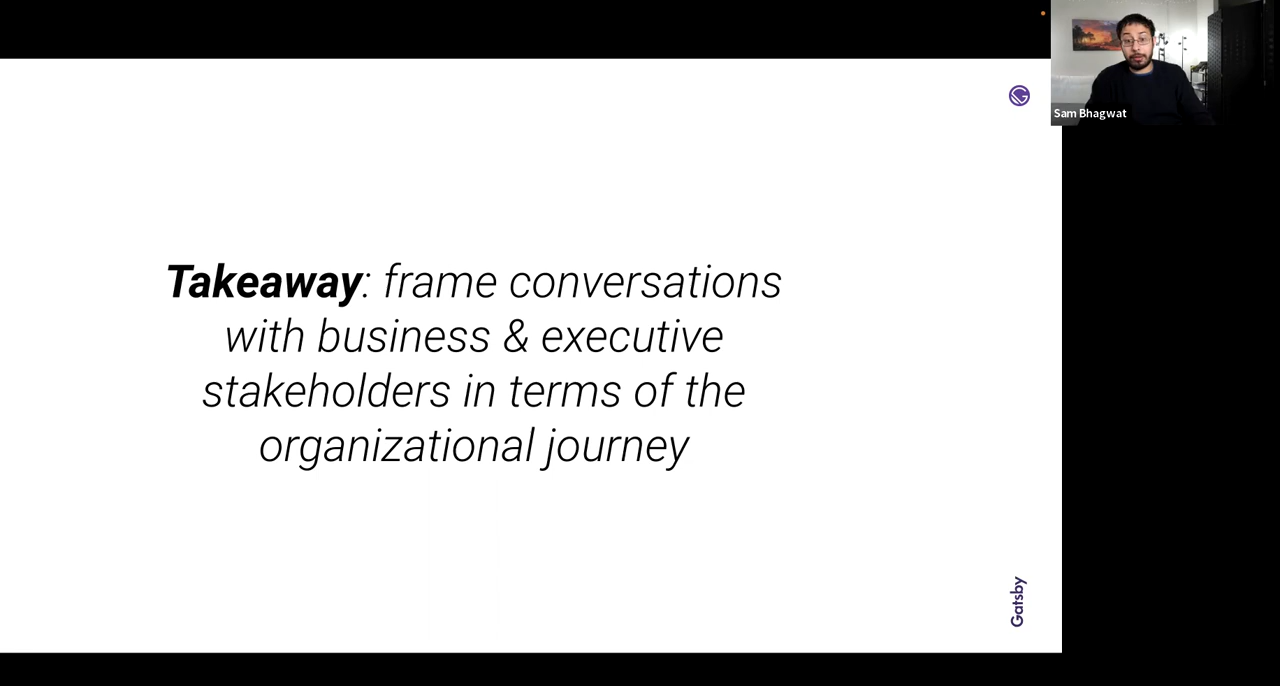 Takeaway: frame conversations
with business & executive
stakeholders in terms of the
organizational journey
Sam Bhagwat
Gatsby